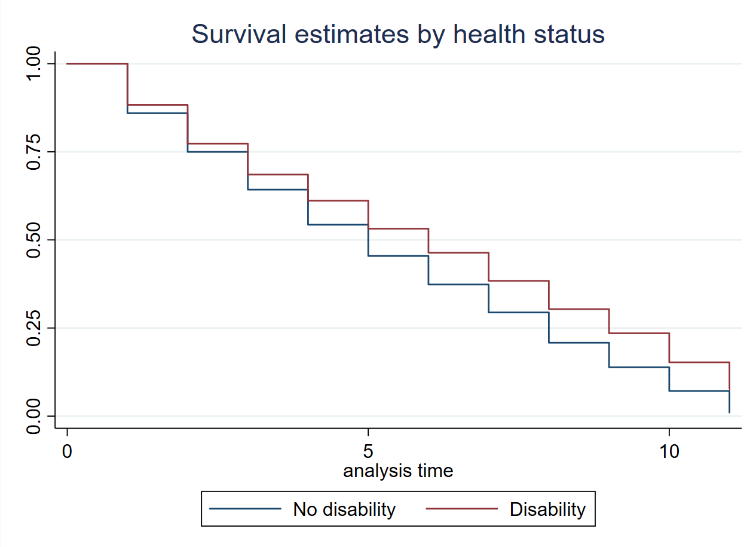 Survival estimates by health status
1.00
0.75
0.50
0.25
0.00
0 5 10
analysis time
No disability Disability